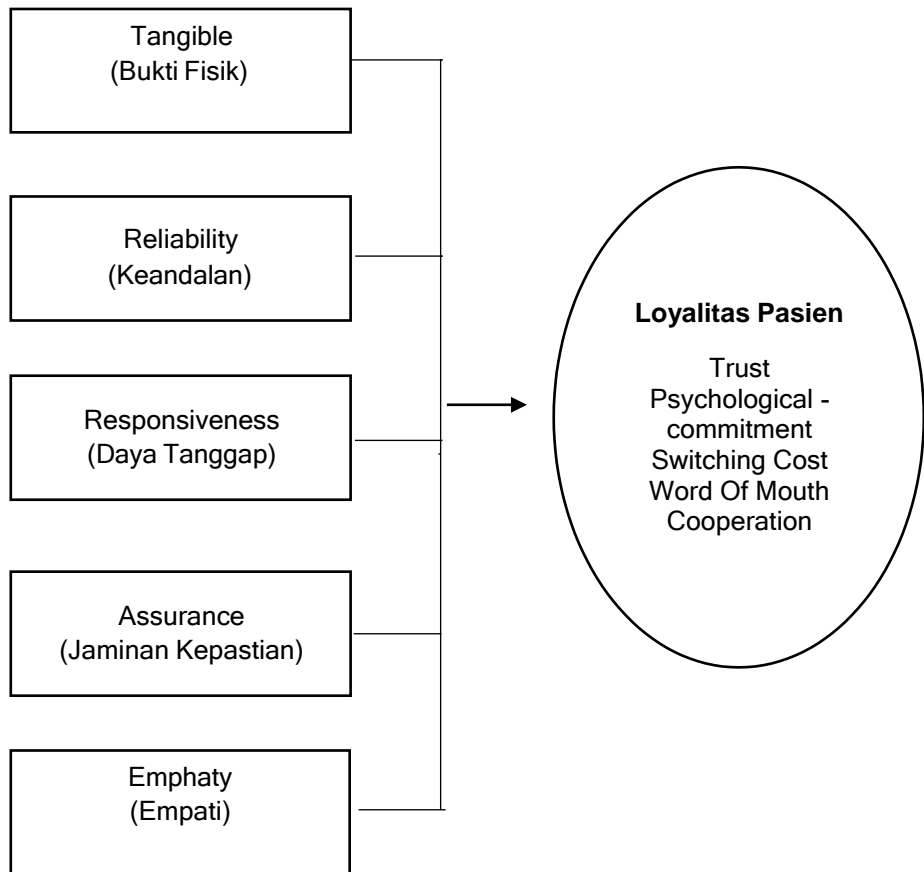 Tangible
(Bukti Fisik)
Reliability
(Keandalan)
Responsiveness
(Daya Tanggap)
Assurance
(Jaminan Kepastian)
Emphaty
(Empati)
Loyalitas Pasien
Trust
Psychological -
commitment
Switching Cost
Word Of Mouth
Cooperation